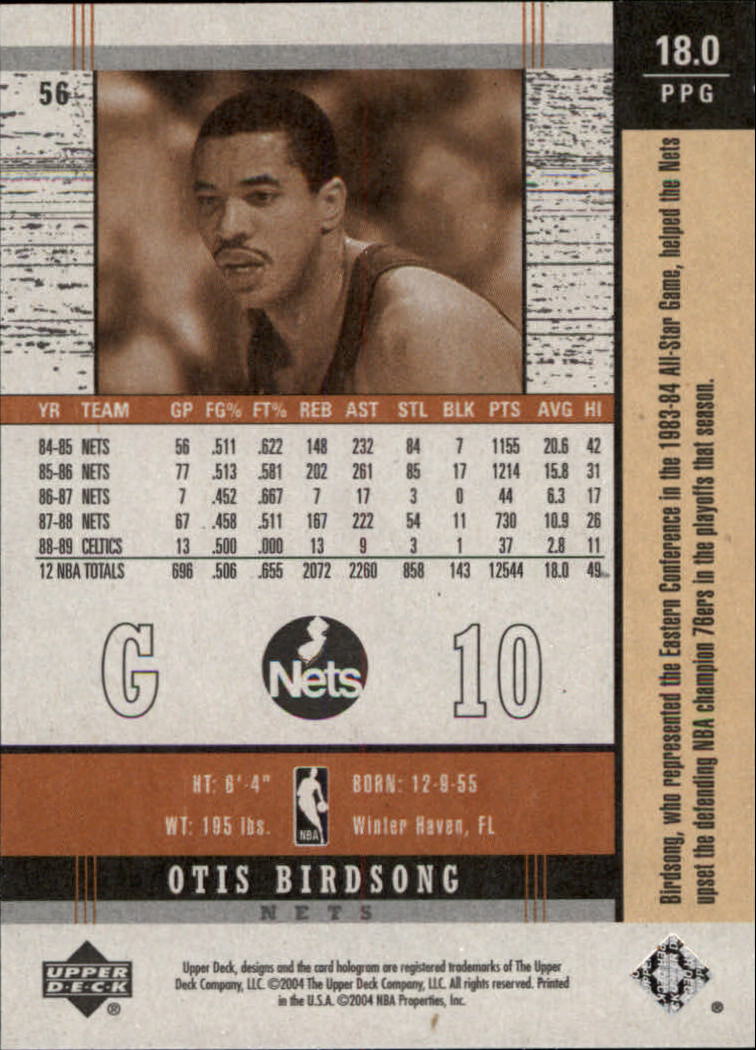 56
18.0
PPG
YR TEAM GP FG% FT% REB AST STL BLK PTS AVG HI
84-85 NETS 56 .511 .622 148 232 84 7 1155 20.6 42
85-86 NETS 77 .513 .581 202 261 85 17 1214 15.8 31
86-87 NETS 7 .452 .667 7 17 3 0 44 6.3 17
87-88 NETS 67 .458 .511 167 222 54 11 730 10.9 26
88-89 CELTICS 13 .500 .000 13 9 3 1 37 2.8 11
12 NBA TOTALS 696 .506 .655 2072 2260 858 143 12544 18.0 49
G Nets 10
HT: 6'-4" BORN: 12-9-55
WT: 195 lbs. NBA Winter Haven, FL
OTIS BIRDSONG
NETS
Birdsong, who represented the Eastern Conference in the 1983-84 All-Star Game, helped the Nets
upset the defending NBA champion 76ers in the playoffs that season.
UPPER
D·E·C·K
®
Upper Deck, designs and the card hologram are registered trademarks of The Upper
Deck Company, LLC. ©2004 The Upper Deck Company, LLC. All rights reserved. Printed
in the U.S.A. ©2004 NBA Properties, Inc.
®